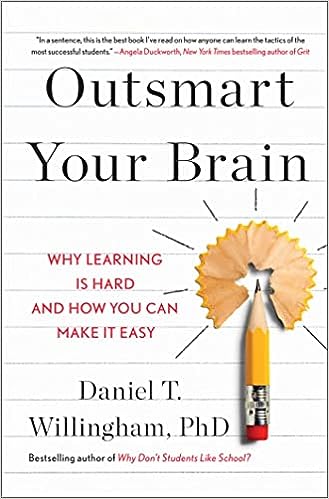 "In a sentence, this is the best book I've read on how anyone can learn the tactics of the
most successful students." —Angela Duckworth, New York Times bestselling author of Grit
Outsmart
Your Brain
WHY LEARNING
IS HARD
AND HOW YOU CAN
MAKE IT EASY
Daniel T.
Willingham, PhD
Bestselling author of Why Don't Students Like School?